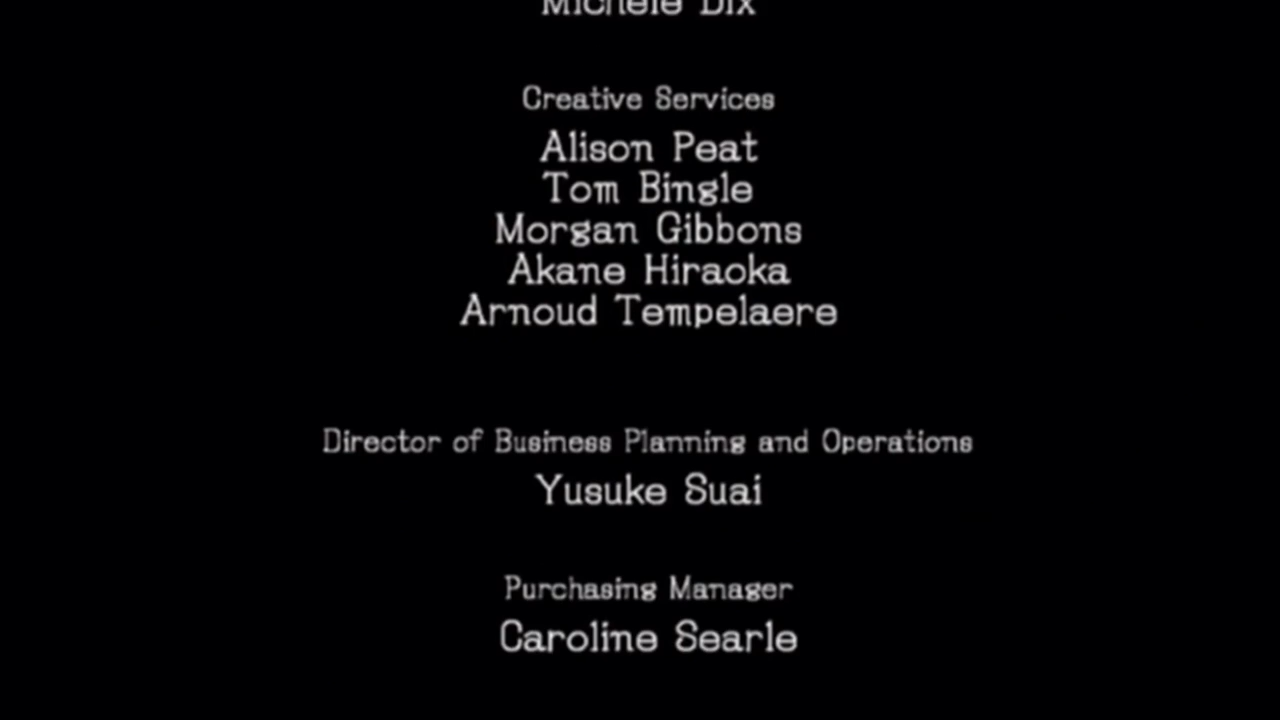 Michele Dix
Creative Services
Alison Peat
Tom Bingle
Morgan Gibbons
Akane Hiraoka
Arnoud Tempelaere
Director of Business Planning and Operations
Yusuke Suai
Purchasing Manager
Caroline Searle